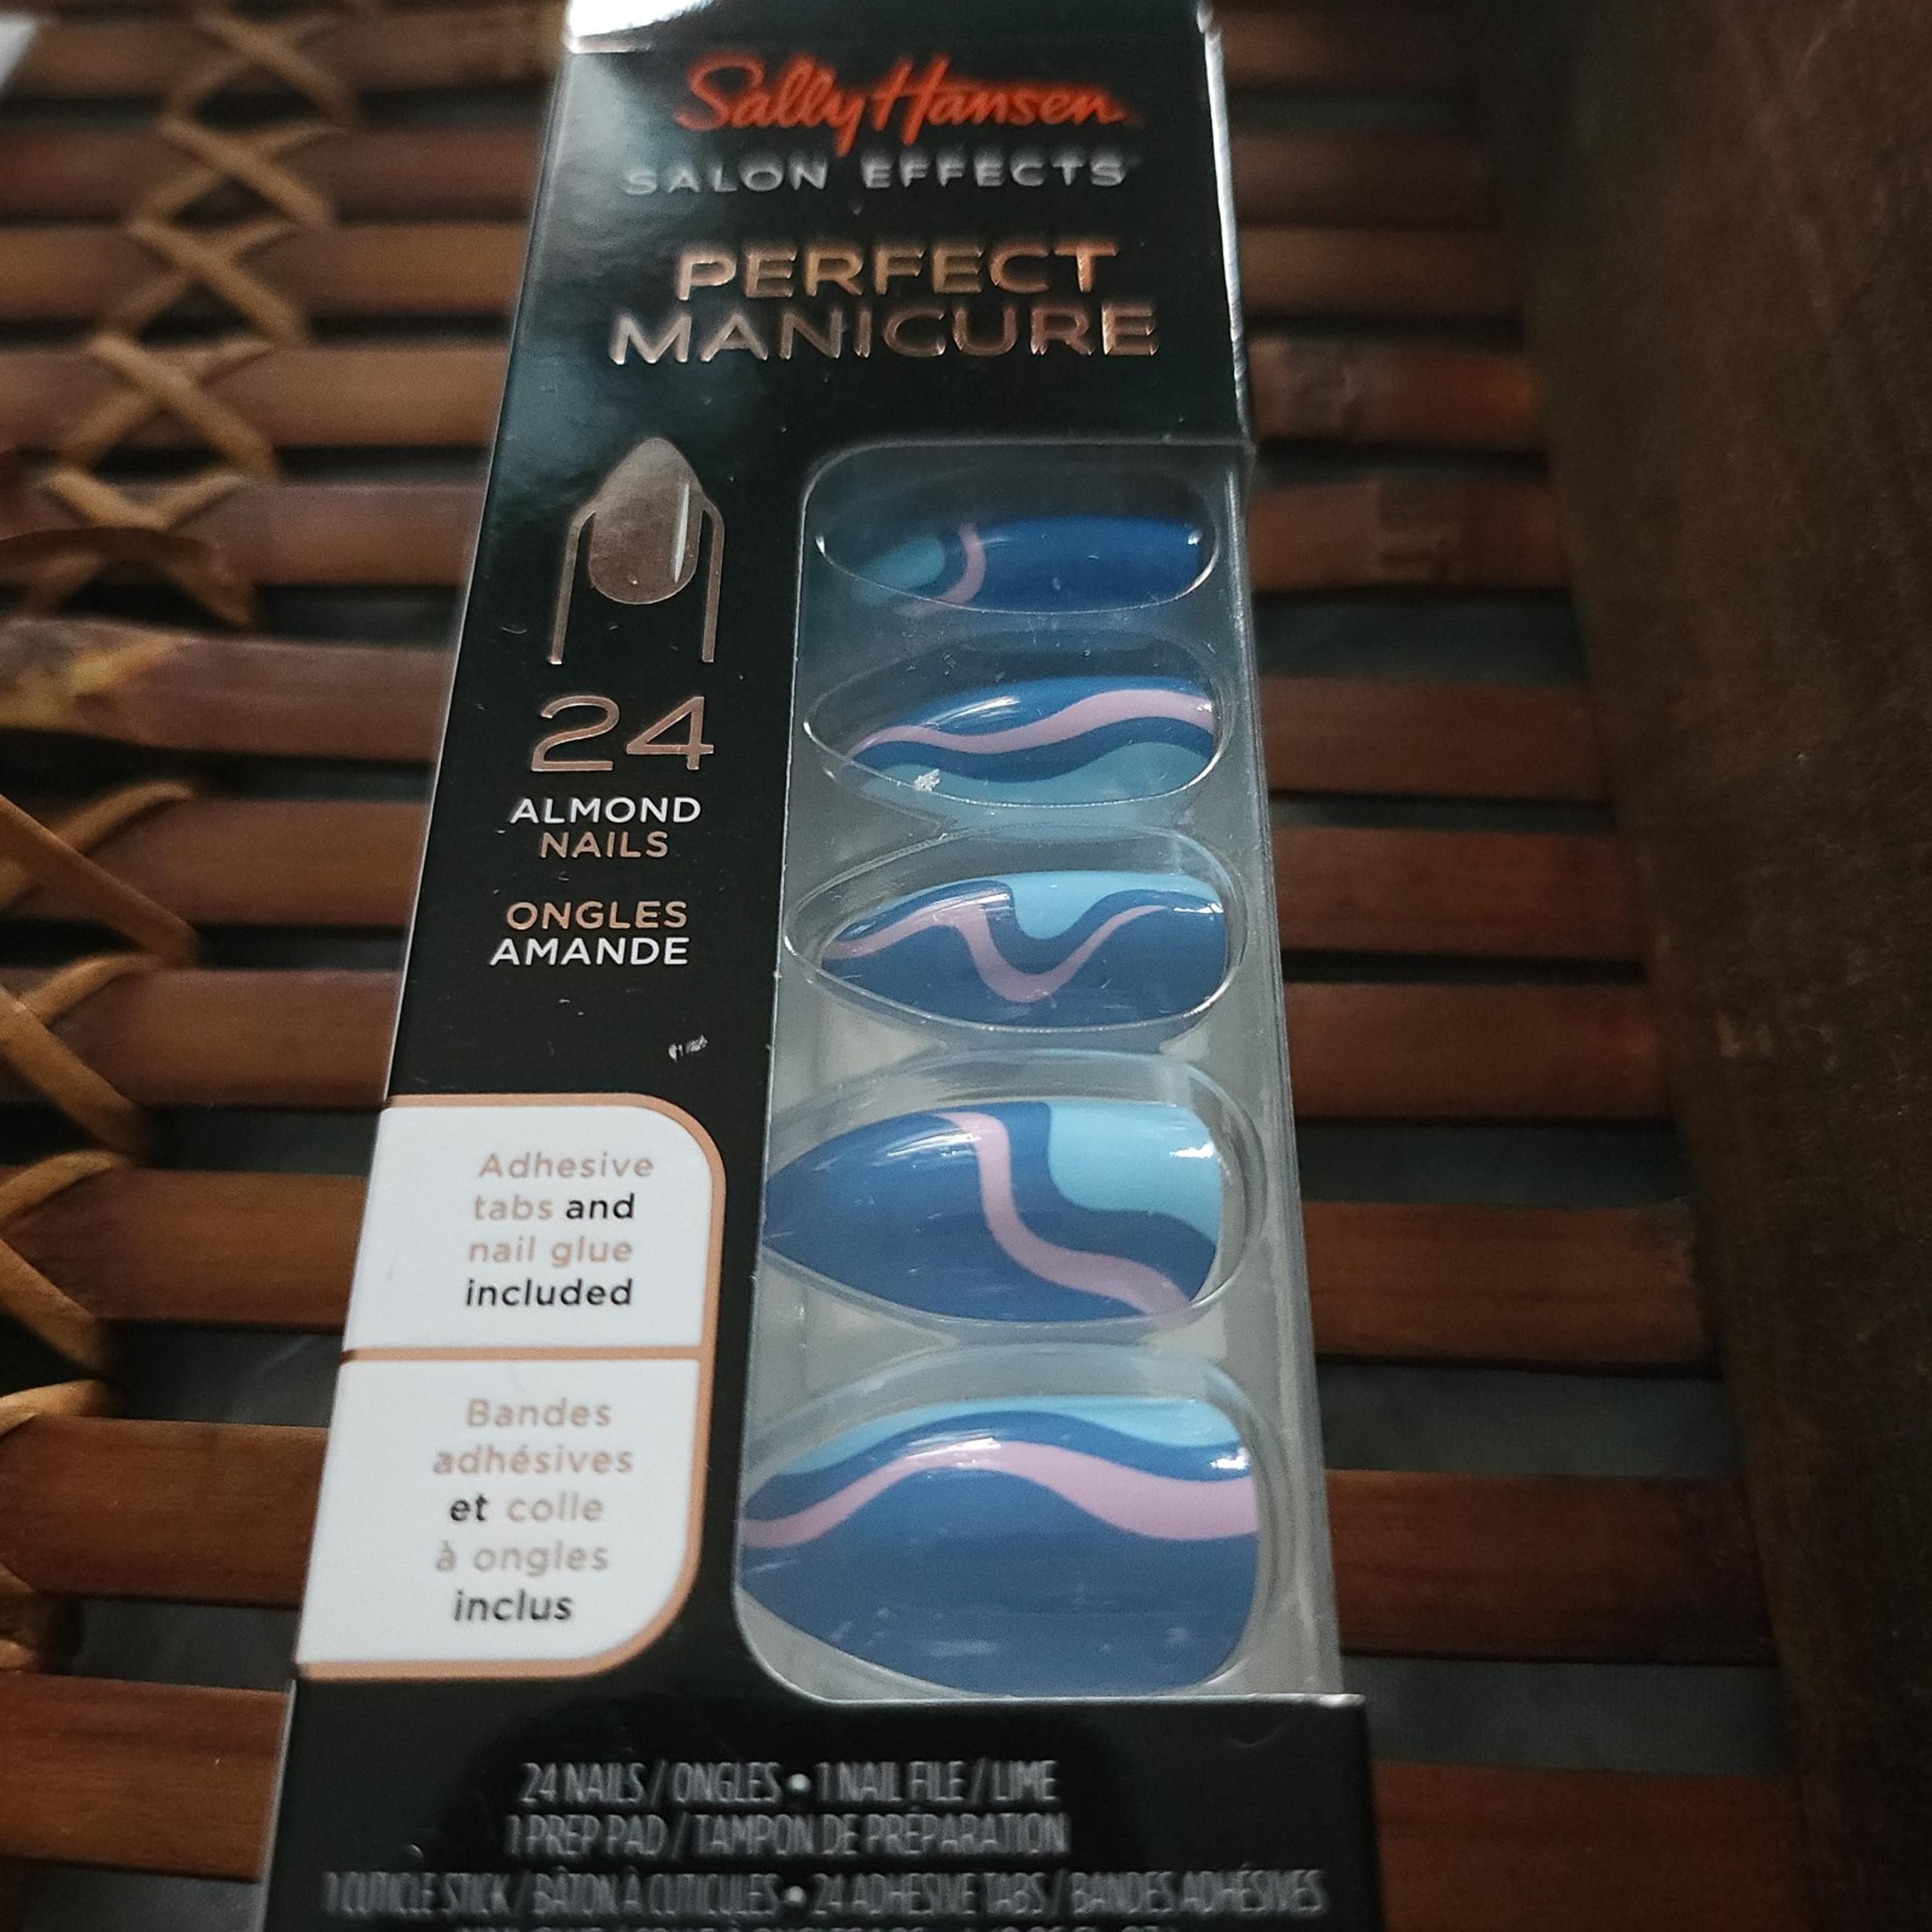 Sally Hansen
SALON EFFECTS
PERFECT
MANICURE
24
ALMOND
NAILS
ONGLES
AMANDE
Adhesive
tabs and
nail glue
included
Bandes
adhésives
et colle
à ongles
inclus
24 NAILS / ONGLES • 1 NAIL FILE / LIME
1 PREP PAD / TAMPON DE PRÉPARATION
1 CUTICLE STICK / BÂTON À CUTICULES • 24 ADHESIVE TABS / BANDES ADHÉSIVES